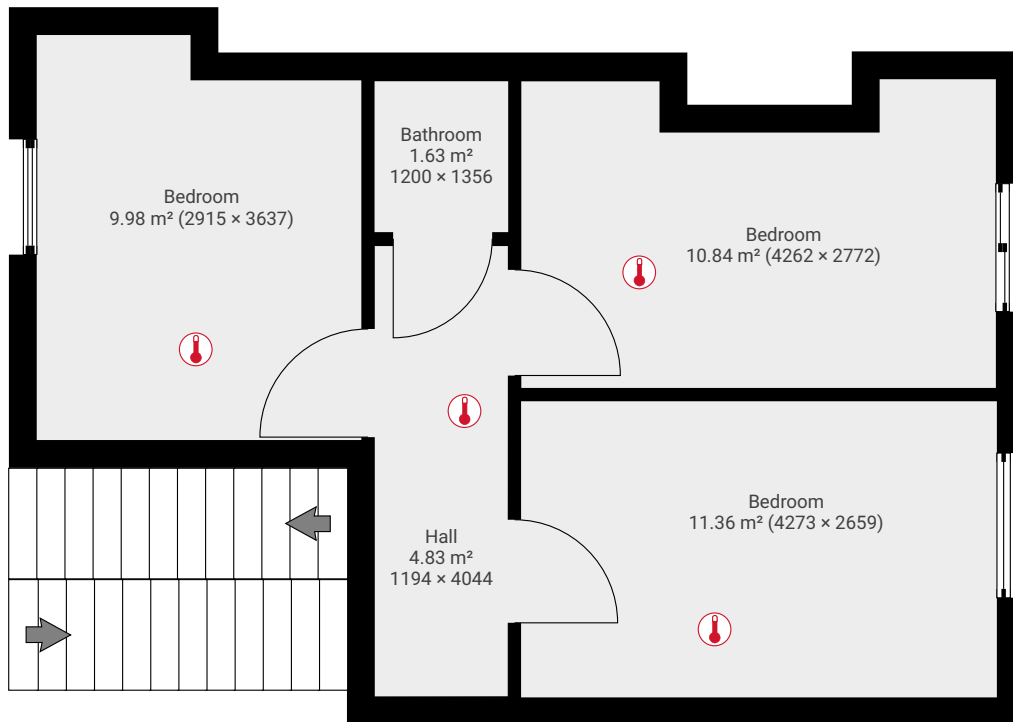 Bathroom
1.63 m²
1200 × 1356
Bedroom
9.98 m² (2915 × 3637)
Bedroom
10.84 m² (4262 × 2772)
Bedroom
11.36 m² (4273 × 2659)
Hall
4.83 m²
1194 × 4044